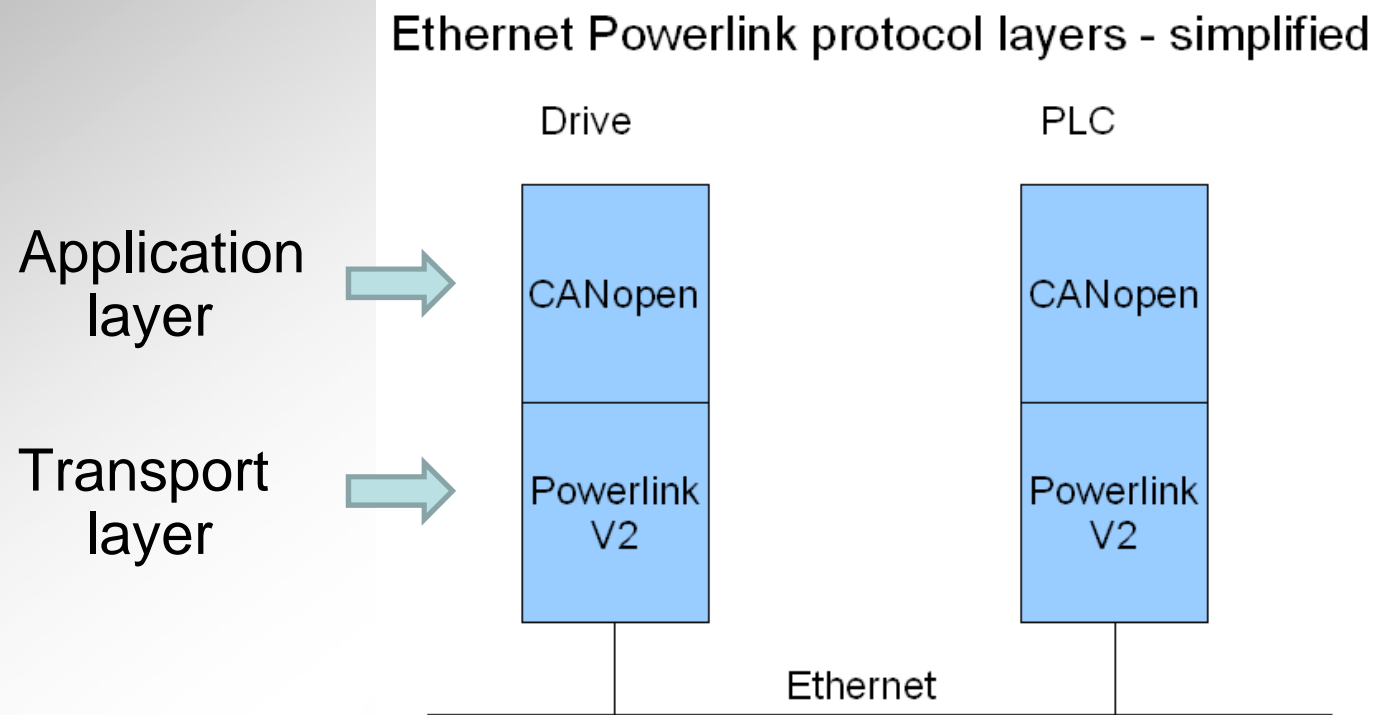 Ethernet Powerlink protocol layers - simplified
Drive
PLC
Application
layer
CANopen
CANopen
Transport
layer
Powerlink
V2
Powerlink
V2
Ethernet